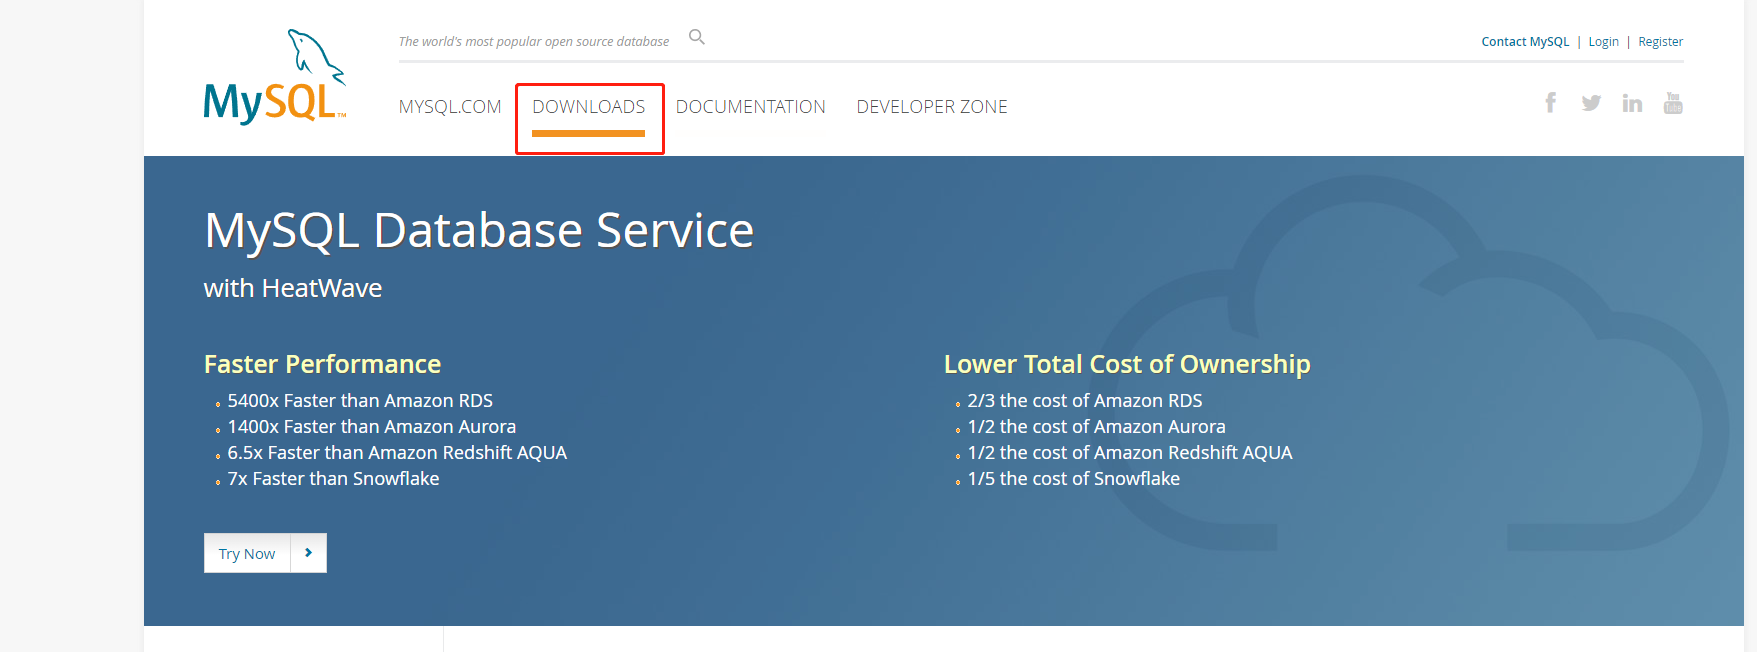 The world's most popular open source database
Contact MySQL | Login | Register
MySQL™
MYSQL.COM DOWNLOADS DOCUMENTATION DEVELOPER ZONE
You Tube
MySQL Database Service
with HeatWave
Faster Performance
5400x Faster than Amazon RDS
1400x Faster than Amazon Aurora
6.5x Faster than Amazon Redshift AQUA
7x Faster than Snowflake
Lower Total Cost of Ownership
2/3 the cost of Amazon RDS
1/2 the cost of Amazon Aurora
1/2 the cost of Amazon Redshift AQUA
1/5 the cost of Snowflake
Try Now